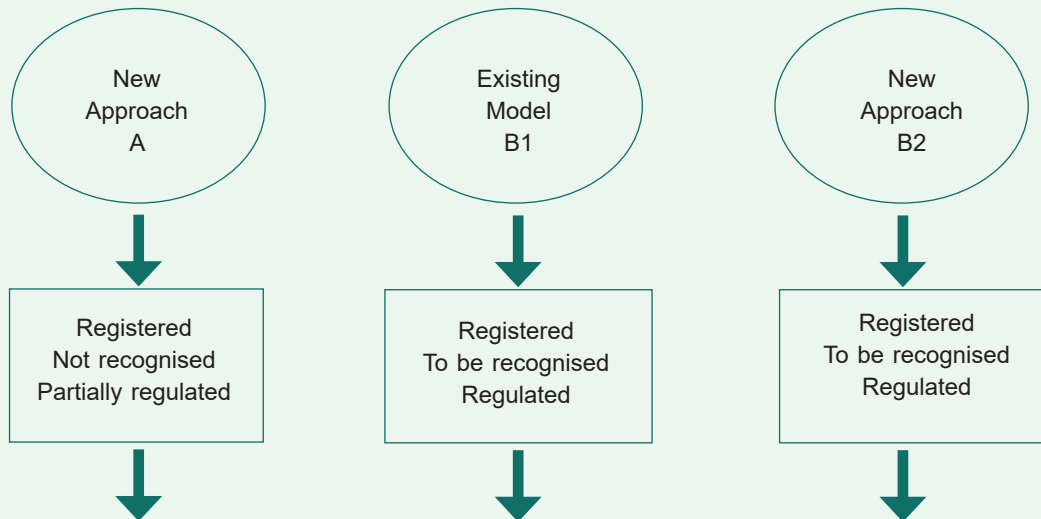 New
Approach
A
Existing
Model
B1
New
Approach
B2
Registered
Not recognised
Partially regulated
Registered
To be recognised
Regulated
Registered
To be recognised
Regulated